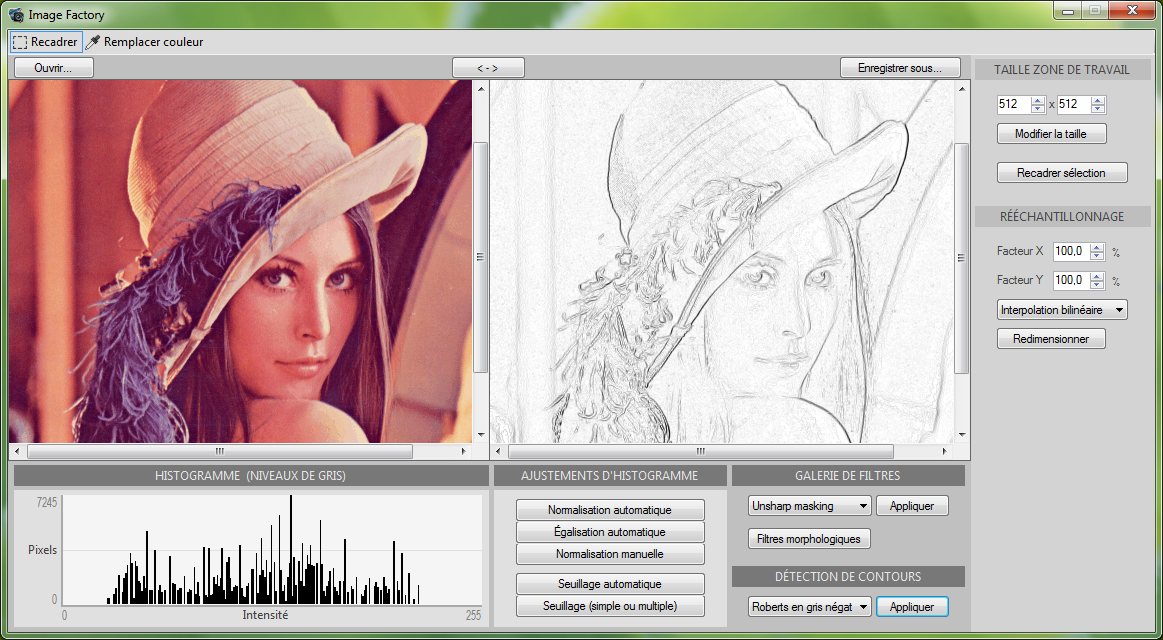 Image Factory
Recadrer Remplacer couleur
Ouvrir... < - > Enregistrer sous...
TAILLE ZONE DE TRAVAIL
512 x 512
Modifier la taille
Recadrer sélection
RÉÉCHANTILLONNAGE
Facteur X 100,0 %
Facteur Y 100,0 %
Interpolation bilinéaire
Redimensionner
HISTOGRAMME (NIVEAUX DE GRIS)
7245
Pixels
0
0 Intensité 255
AJUSTEMENTS D'HISTOGRAMME
Normalisation automatique
Égalisation automatique
Normalisation manuelle
Seuillage automatique
Seuillage (simple ou multiple)
GALERIE DE FILTRES
Unsharp masking Appliquer
Filtres morphologiques
DÉTECTION DE CONTOURS
Roberts en gris négat Appliquer